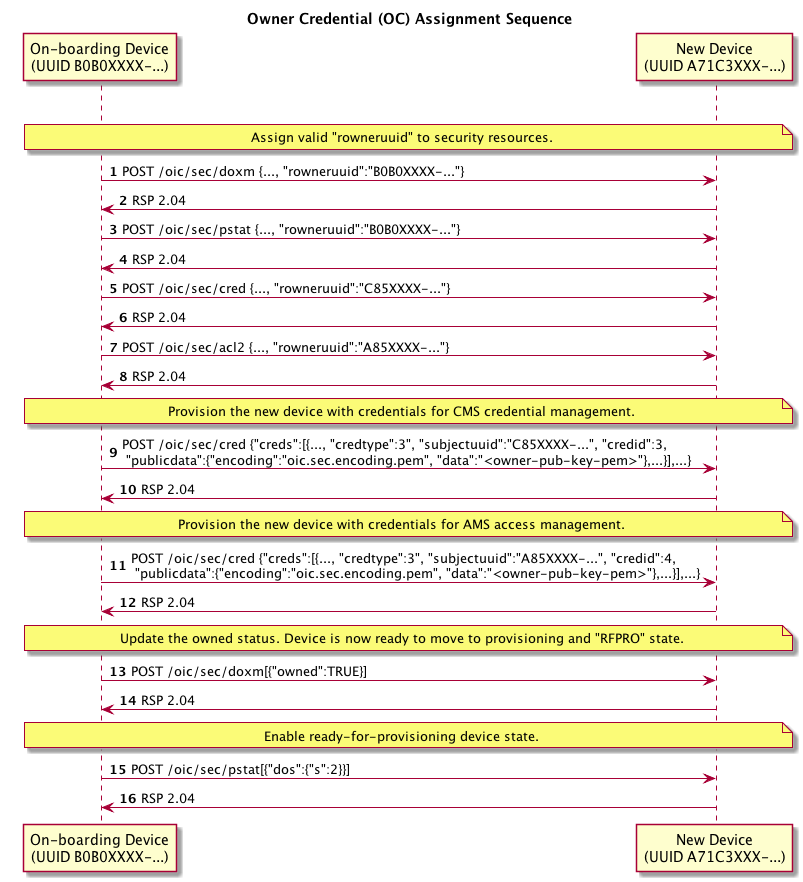 Owner Credential (OC) Assignment Sequence
On-boarding Device
(UUID B0B0XXXX-...)
New Device
(UUID A71C3XXX-...)
Assign valid "rowneruuid" to security resources.
1 POST /oic/sec/doxm {..., "rowneruuid":"B0B0XXXX-..."}
2 RSP 2.04
3 POST /oic/sec/pstat {..., "rowneruuid":"B0B0XXXX-..."}
4 RSP 2.04
5 POST /oic/sec/cred {..., "rowneruuid":"C85XXXX-..."}
6 RSP 2.04
7 POST /oic/sec/acl2 {..., "rowneruuid":"A85XXXX-..."}
8 RSP 2.04
Provision the new device with credentials for CMS credential management.
9 POST /oic/sec/cred {"creds":[{..., "credtype":3", "subjectuuid":"C85XXXX-...", "credid":3,
"publicdata":{"encoding":"oic.sec.encoding.pem", "data":"<owner-pub-key-pem>"},...}],...}
10 RSP 2.04
Provision the new device with credentials for AMS access management.
11 POST /oic/sec/cred {"creds":[{..., "credtype":3", "subjectuuid":"A85XXXX-...", "credid":4,
"publicdata":{"encoding":"oic.sec.encoding.pem", "data":"<owner-pub-key-pem>"},...}],...}
12 RSP 2.04
Update the owned status. Device is now ready to move to provisioning and "RFPRO" state.
13 POST /oic/sec/doxm[{"owned":TRUE}]
14 RSP 2.04
Enable ready-for-provisioning device state.
15 POST /oic/sec/pstat[{"dos":{"s":2}}]
16 RSP 2.04
On-boarding Device
(UUID B0B0XXXX-...)
New Device
(UUID A71C3XXX-...)